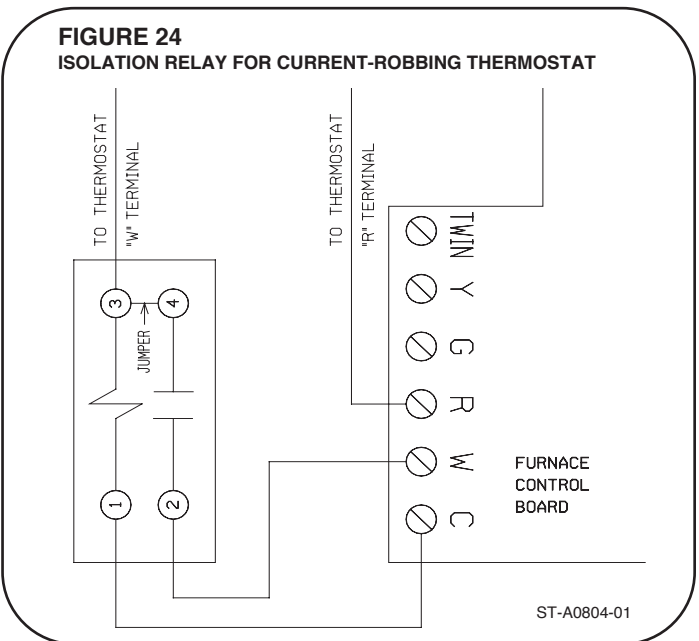 FIGURE 24
ISOLATION RELAY FOR CURRENT-ROBBING THERMOSTAT
TO THERMOSTAT
"W" TERMINAL
TO THERMOSTAT
"R" TERMINAL
3
4
JUMPER
1
2
TWIN
Y
G
R
W
C
FURNACE
CONTROL
BOARD
ST-A0804-01